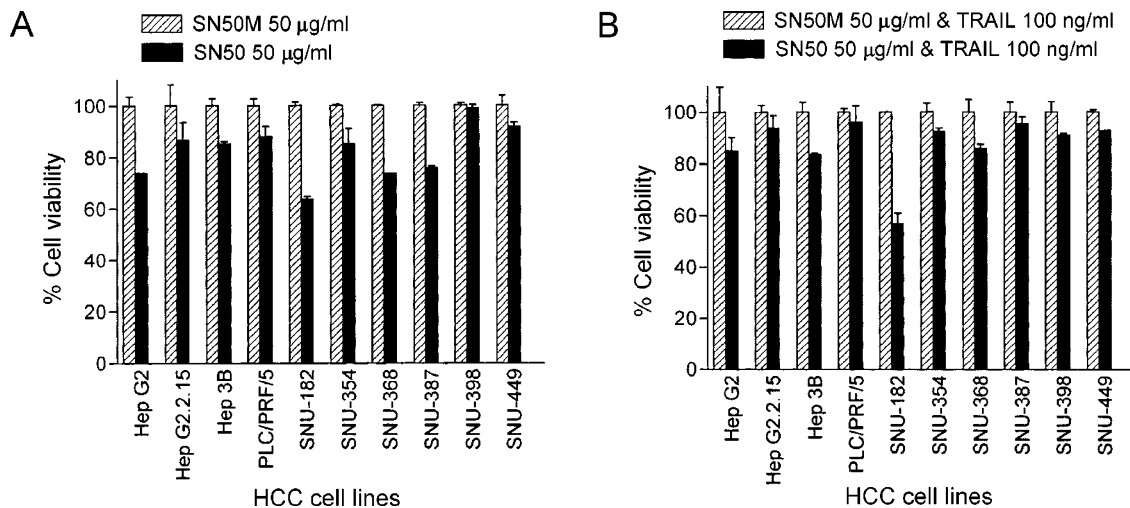 A
SN50M 50 µg/ml
SN50 50 µg/ml
% Cell viability
100
80
60
40
20
0
Hep G2
Hep G2.2.15
Hep 3B
PLC/PRF/5
SNU-182
SNU-354
SNU-368
SNU-387
SNU-398
SNU-449
HCC cell lines
B
SN50M 50 µg/ml & TRAIL 100 ng/ml
SN50 50 µg/ml & TRAIL 100 ng/ml
% Cell viability
100
80
60
40
20
0
Hep G2
Hep G2.2.15
Hep 3B
PLC/PRF/5
SNU-182
SNU-354
SNU-368
SNU-387
SNU-398
SNU-449
HCC cell lines